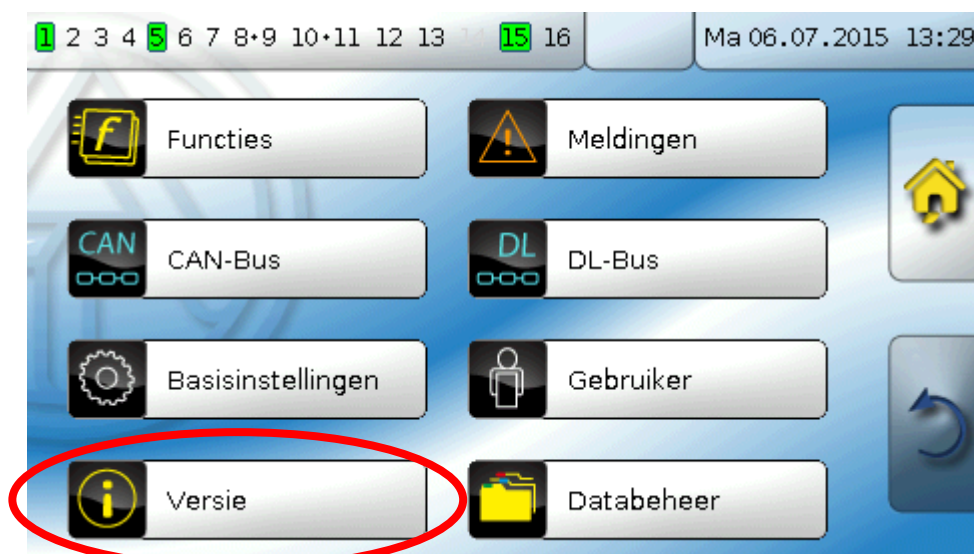 1 2 3 4 5 6 7 8•9 10•11 12 13 14 15 16 Ma 06.07.2015 13:29
Functies
Meldingen
CAN
CAN-Bus
DL
DL-Bus
Basisinstellingen
Gebruiker
Versie
Databeheer